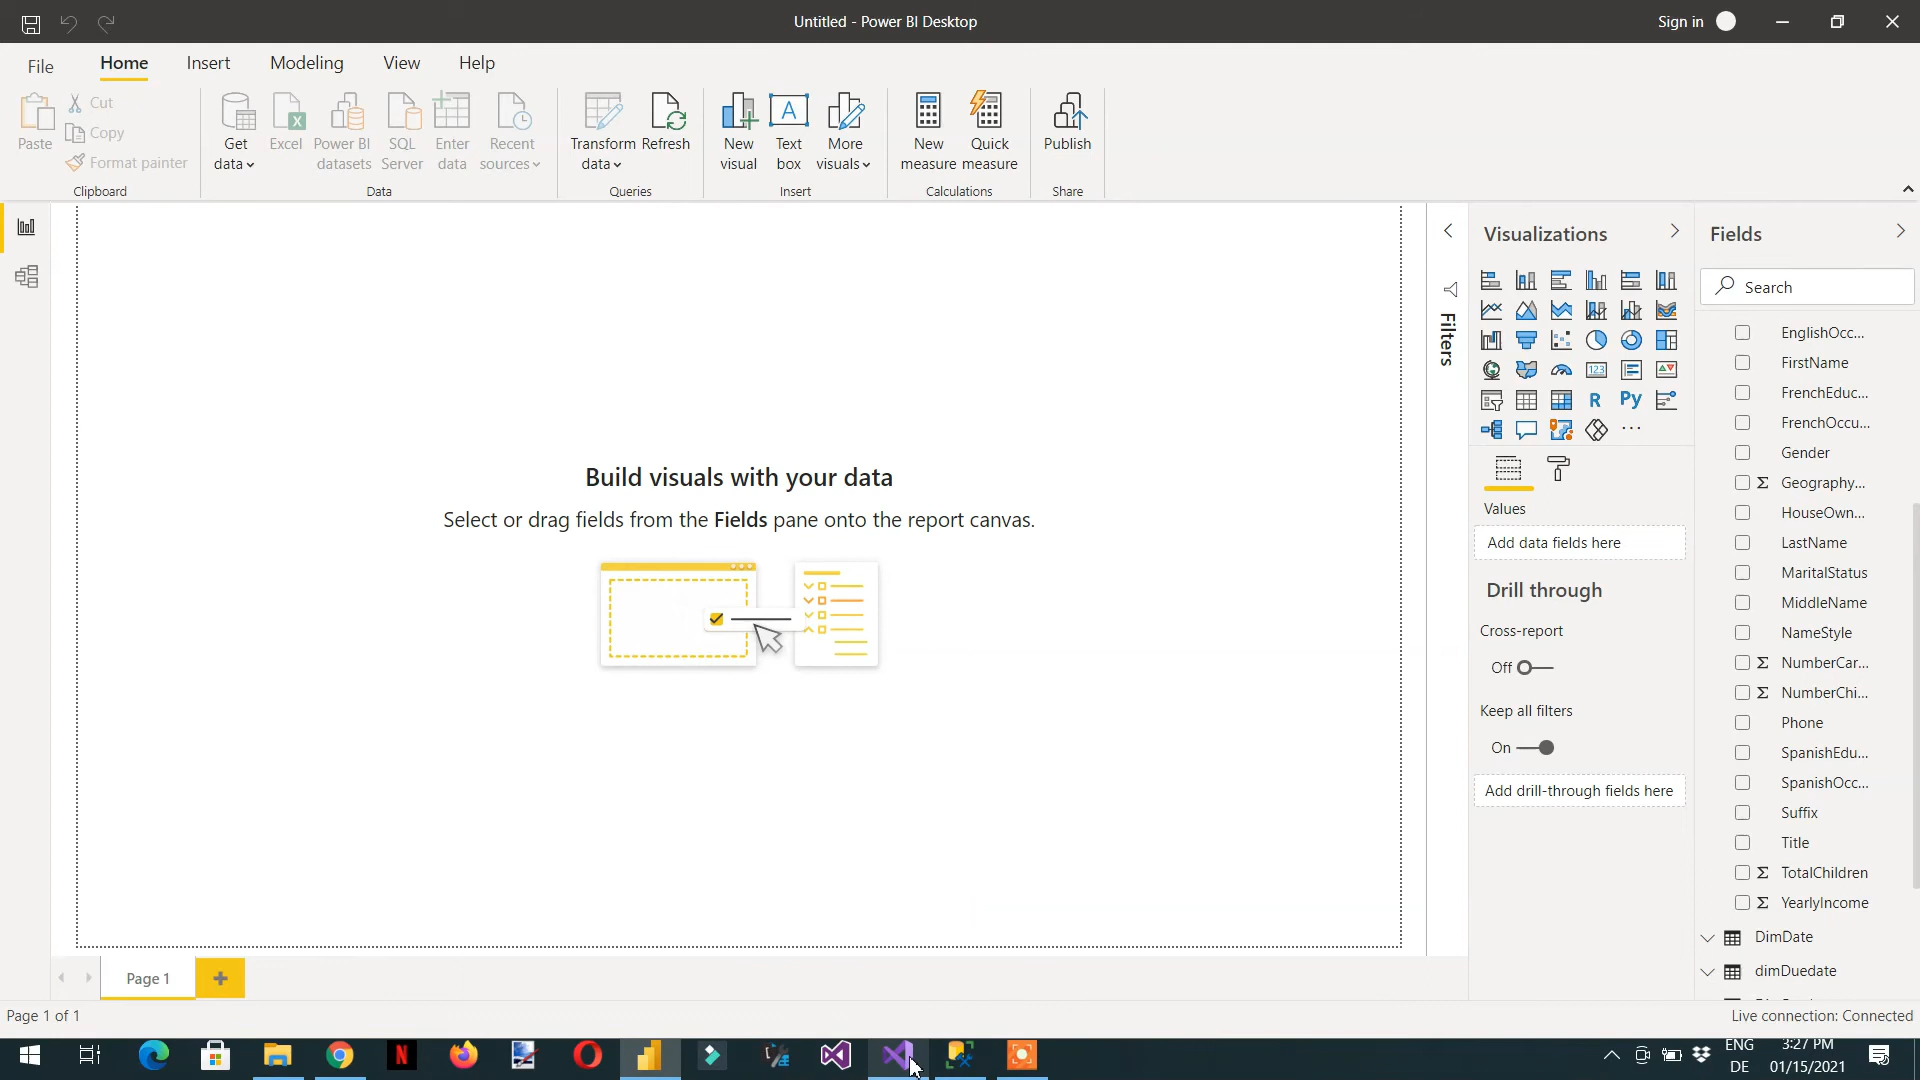 Untitled - Power BI Desktop
Sign in
File
Home
Insert
Modeling
View
Help
Paste
Cut
Copy
Format painter
Clipboard
Get data
Excel
Power BI datasets
SQL Server
Enter data
Recent sources
Data
Transform data
Refresh
Queries
New visual
Text box
More visuals
Insert
New measure
Quick measure
Calculations
Publish
Share
Build visuals with your data
Select or drag fields from the Fields pane onto the report canvas.
Filters
Visualizations
123
R
Py
...
Values
Add data fields here
Drill through
Cross-report
Off
Keep all filters
On
Add drill-through fields here
Fields
Search
EnglishOcc...
FirstName
FrenchEduc...
FrenchOccu...
Gender
Σ Geography...
HouseOwn...
LastName
MaritalStatus
MiddleName
NameStyle
Σ NumberCar...
Σ NumberChi...
Phone
SpanishEdu...
SpanishOcc...
Suffix
Title
Σ TotalChildren
Σ YearlyIncome
DimDate
dimDuedate
Page 1
Page 1 of 1
Live connection: Connected
ENG
DE
3:27 PM
01/15/2021